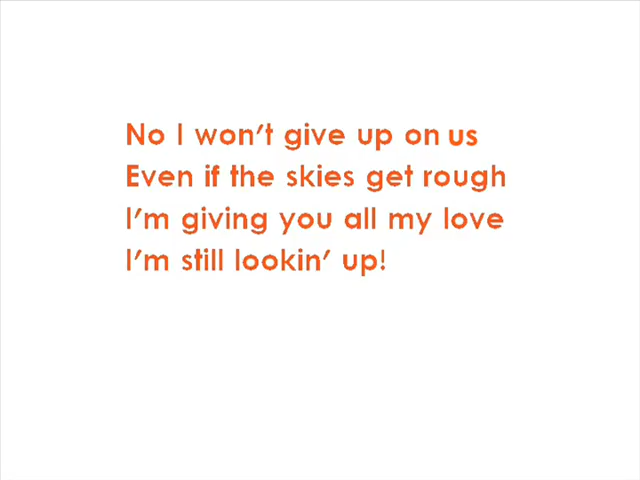 No I won’t give up on us
Even if the skies get rough
I’m giving you all my love
I’m still lookin’ up!